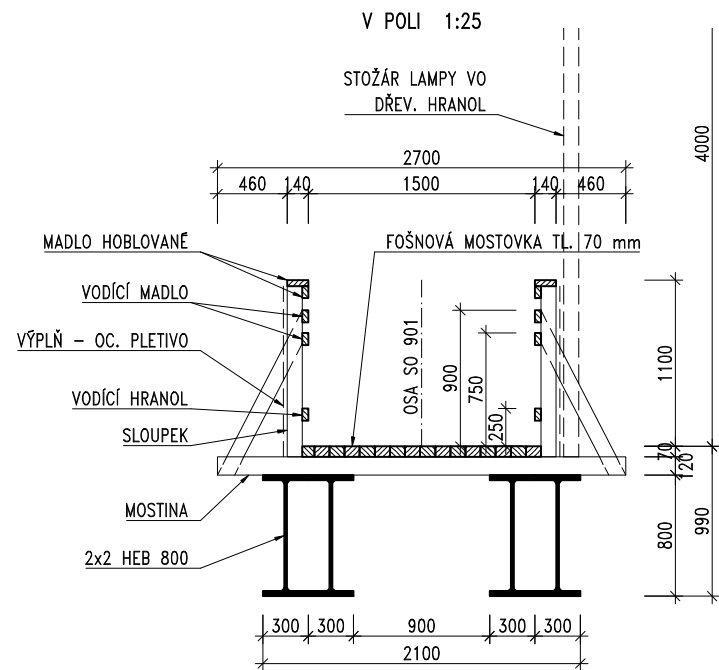 V POLI 1:25
STOŽÁR LAMPY VO
DŘEV. HRANOL
4000
2700
460 140 1500 140 460
MADLO HOBLOVANÉ
FOŠNOVÁ MOSTOVKA TL. 70 mm
VODÍCÍ MADLO
VÝPLŇ - OC. PLETIVO
OSA SO 901
900
750
250
1100
VODÍCÍ HRANOL
SLOUPEK
70
120
MOSTINA
2x2 HEB 800
800
990
300 300 900 300 300
2100